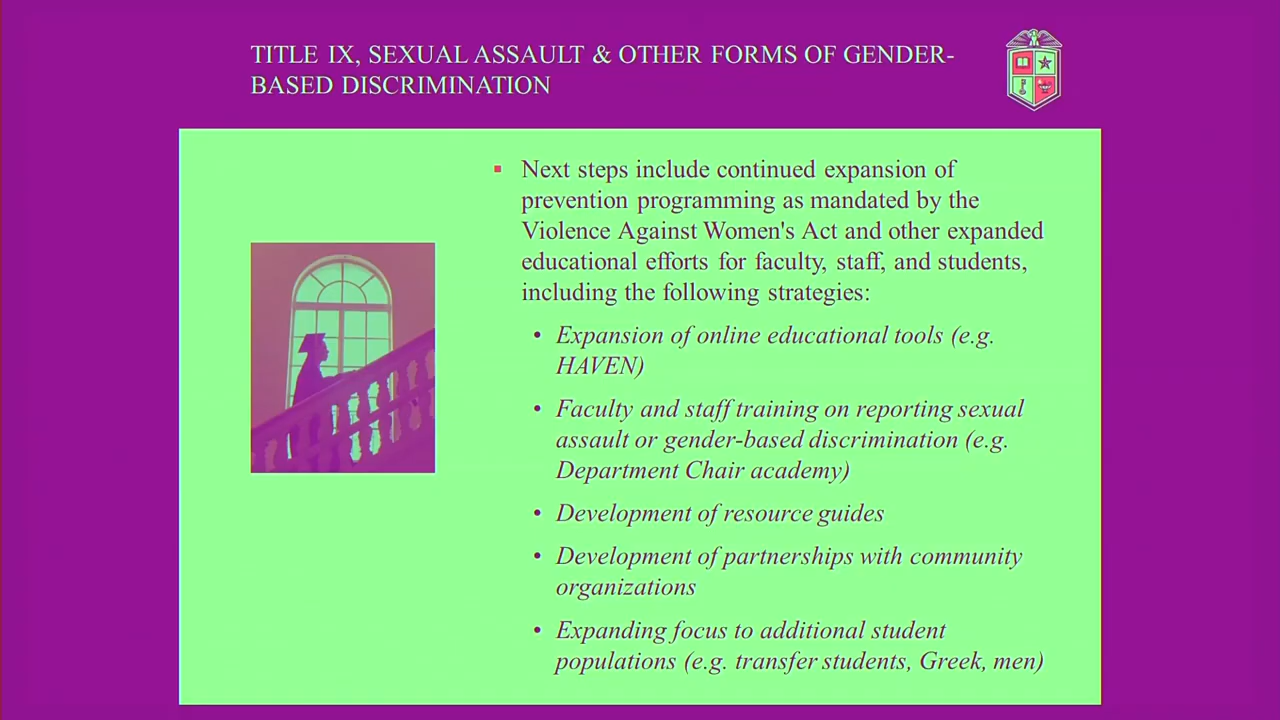 TITLE IX, SEXUAL ASSAULT & OTHER FORMS OF GENDER-
BASED DISCRIMINATION
▪ Next steps include continued expansion of
prevention programming as mandated by the
Violence Against Women's Act and other expanded
educational efforts for faculty, staff, and students,
including the following strategies:
• Expansion of online educational tools (e.g.
HAVEN)
• Faculty and staff training on reporting sexual
assault or gender-based discrimination (e.g.
Department Chair academy)
• Development of resource guides
• Development of partnerships with community
organizations
• Expanding focus to additional student
populations (e.g. transfer students, Greek, men)